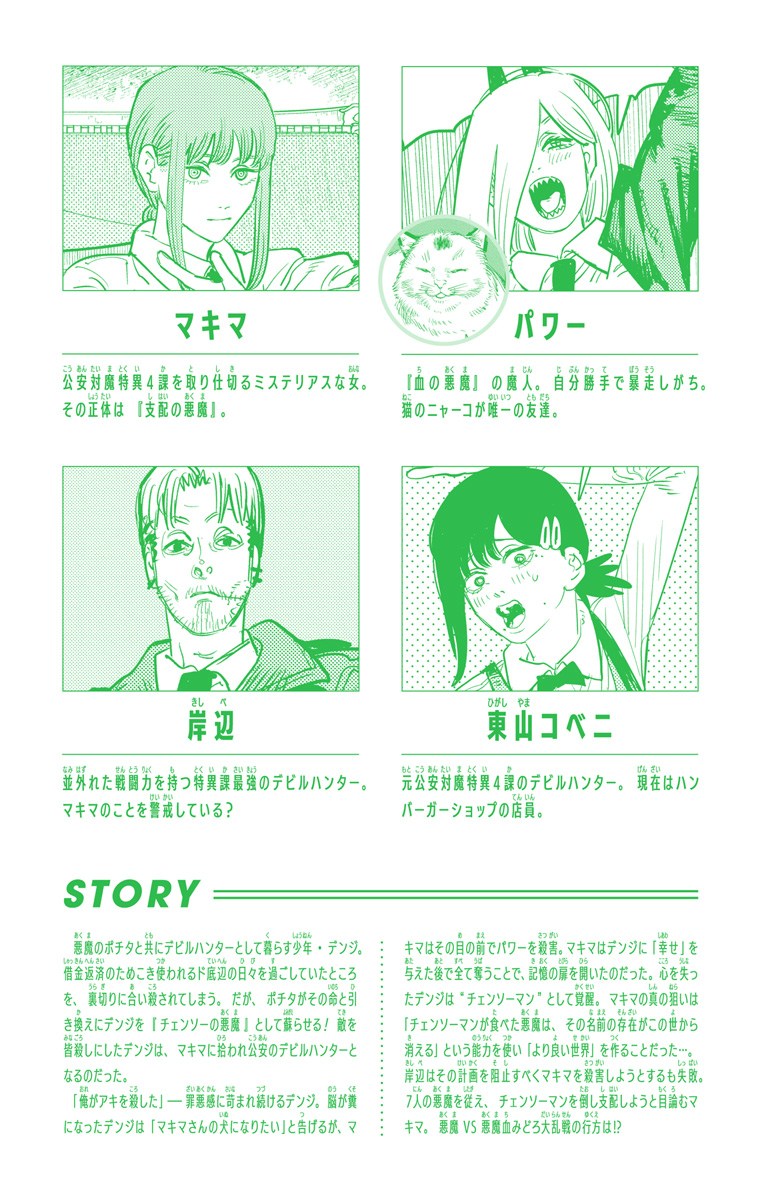 マキマ
公安対魔特異4課を取り仕切るミステリアスな女。
その正体は『支配の悪魔』。
パワー
『血の悪魔』の魔人。自分勝手で暴走しがち。
猫のニャーコが唯一の友達。
岸辺
並外れた戦闘力を持つ特異課最強のデビルハンター。
マキマのことを警戒している?
東山コベニ
元公安対魔特異4課のデビルハンター。現在はハン
バーガーショップの店員。
STORY
悪魔のポチタと共にデビルハンターとして暮らす少年・デンジ。
借金返済のためこき使われるド底辺の日々を過ごしていたところ
を、裏切りに合い殺されてしまう。だが、ポチタがその命と引
き換えにデンジを『チェンソーの悪魔』として蘇らせる!敵を
皆殺しにしたデンジは、マキマに拾われ公安のデビルハンターと
なるのだった。
「俺がアキを殺した」―罪悪感に苛まれ続けるデンジ。脳が糞
になったデンジは「マキマさんの犬になりたい」と告げるが、マ
キマはその目の前でパワーを殺害。マキマはデンジに「幸せ」を
与えた後で全て奪うことで、記憶の扉を開いたのだった。心を失っ
たデンジは“チェンソーマン”として覚醒。マキマの真の狙いは
「チェンソーマンが食べた悪魔は、その名前の存在がこの世から
消える」という能力を使い「より良い世界」を作ることだった…。
岸辺はその計画を阻止すべくマキマを殺害しようとするも失敗。
7人の悪魔を従え、チェンソーマンを倒し支配しようと目論むマ
キマ。悪魔VS悪魔血みどろ大乱戦の行方は!?